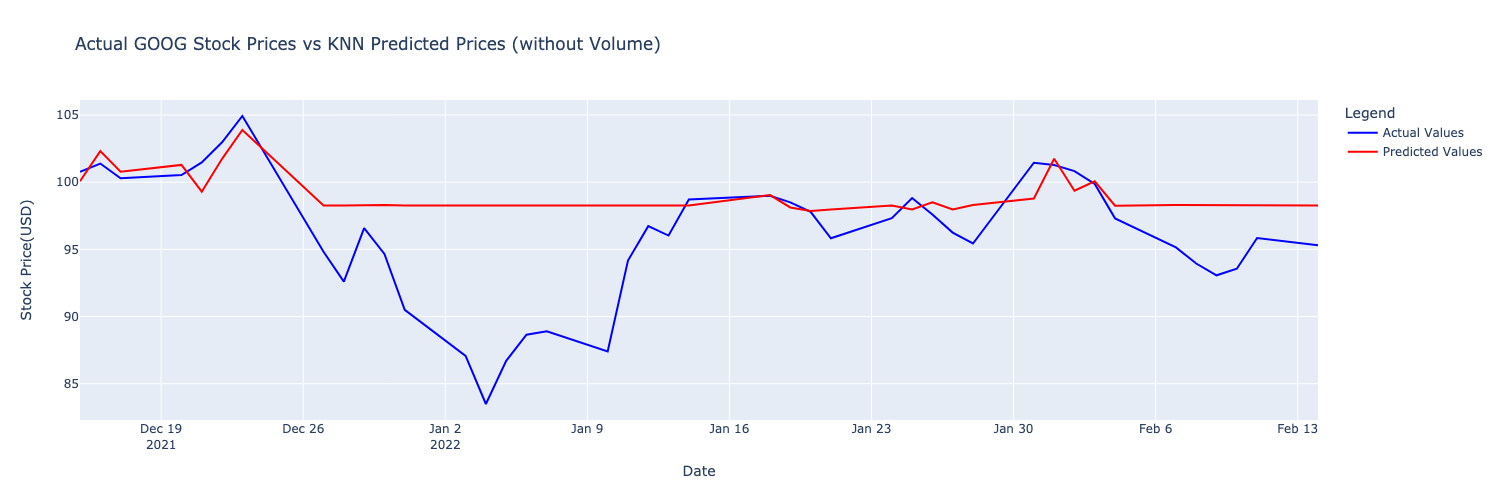 Actual GOOG Stock Prices vs KNN Predicted Prices (without Volume)
Legend
Actual Values
Predicted Values
105
100
95
90
85
Stock Price(USD)
Dec 19
2021
Dec 26
Jan 2
2022
Jan 9
Jan 16
Jan 23
Jan 30
Feb 6
Feb 13
Date